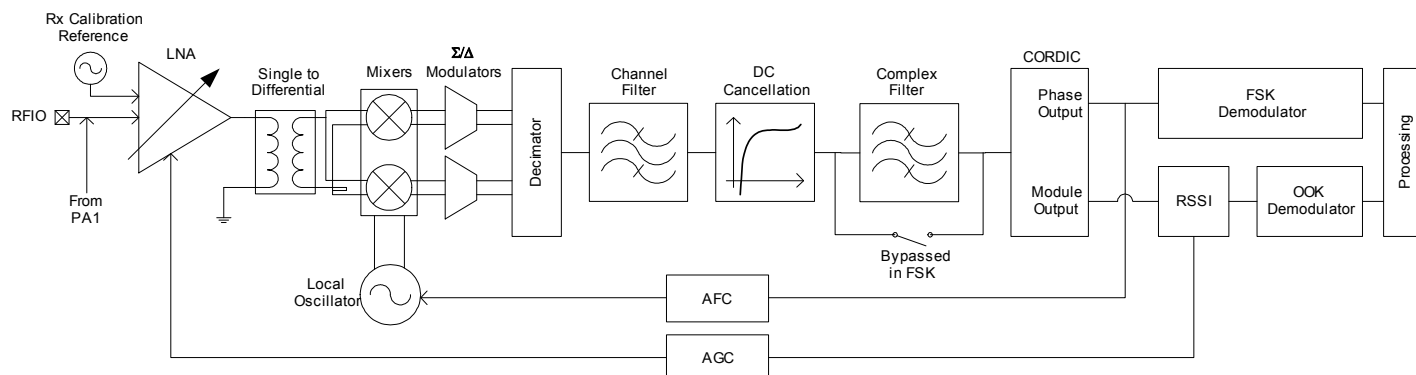 Rx Calibration
Reference
LNA
RFIO
From
PA1
Single to
Differential
Mixers
Σ/Δ
Modulators
Local
Oscillator
Decimator
Channel
Filter
DC
Cancellation
Complex
Filter
Bypassed
in FSK
CORDIC
Phase
Output
Module
Output
FSK
Demodulator
RSSI
OOK
Demodulator
Processing
AFC
AGC